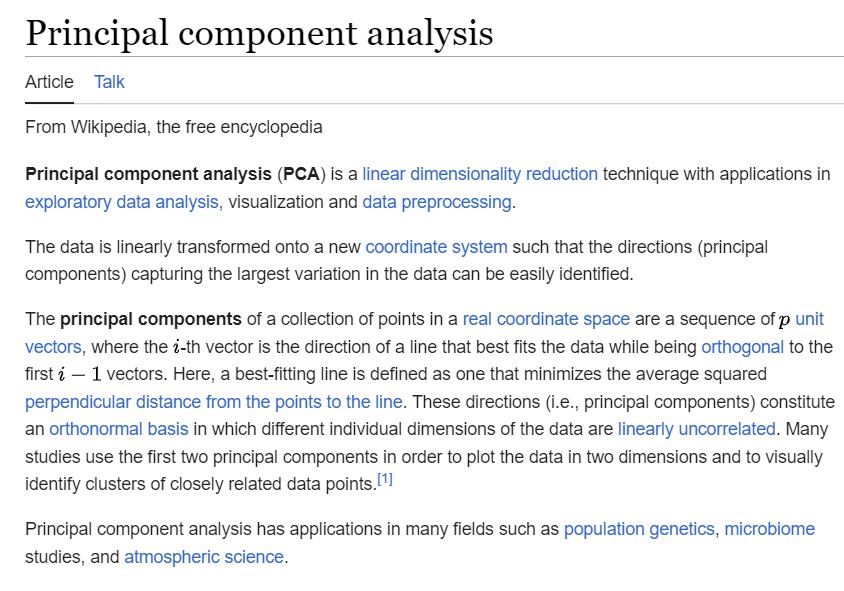 Principal component analysis
Article Talk
From Wikipedia, the free encyclopedia
Principal component analysis (PCA) is a linear dimensionality reduction technique with applications in
exploratory data analysis, visualization and data preprocessing.
The data is linearly transformed onto a new coordinate system such that the directions (principal
components) capturing the largest variation in the data can be easily identified.
The principal components of a collection of points in a real coordinate space are a sequence of p unit
vectors, where the i-th vector is the direction of a line that best fits the data while being orthogonal to the
first i − 1 vectors. Here, a best-fitting line is defined as one that minimizes the average squared
perpendicular distance from the points to the line. These directions (i.e., principal components) constitute
an orthonormal basis in which different individual dimensions of the data are linearly uncorrelated. Many
studies use the first two principal components in order to plot the data in two dimensions and to visually
identify clusters of closely related data points.[1]
Principal component analysis has applications in many fields such as population genetics, microbiome
studies, and atmospheric science.